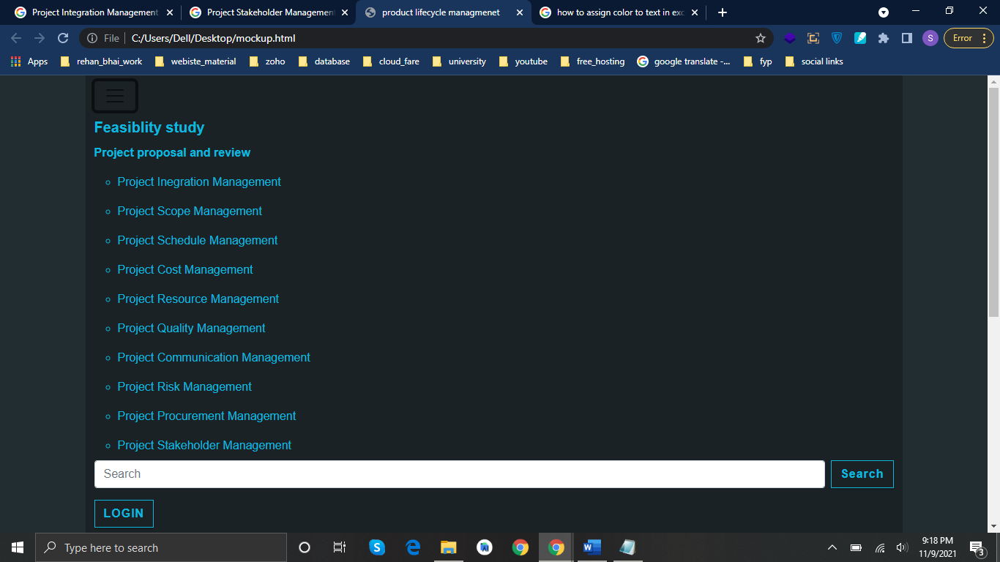 Project Integration Management
Project Stakeholder Management
product lifecycle managmenet
how to assign color to text in exc
File
C:/Users/Dell/Desktop/mockup.html
S
Error
Apps
rehan_bhai_work
webiste_material
zoho
database
cloud_fare
university
youtube
free_hosting
google translate -...
fyp
social links
Feasiblity study
Project proposal and review
Project Inegration Management
Project Scope Management
Project Schedule Management
Project Cost Management
Project Resource Management
Project Quality Management
Project Communication Management
Project Risk Management
Project Procurement Management
Project Stakeholder Management
Search
Search
LOGIN
Type here to search
9:18 PM
11/9/2021
3